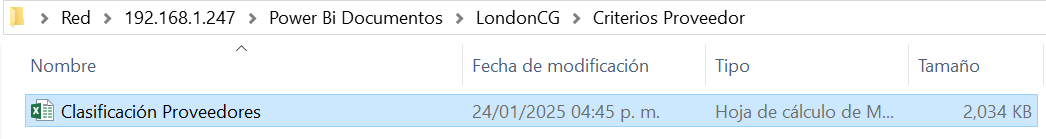 Red > 192.168.1.247 > Power Bi Documentos > LondonCG > Criterios Proveedor
Nombre Fecha de modificación Tipo Tamaño
Clasificación Proveedores 24/01/2025 04:45 p. m. Hoja de cálculo de M... 2,034 KB